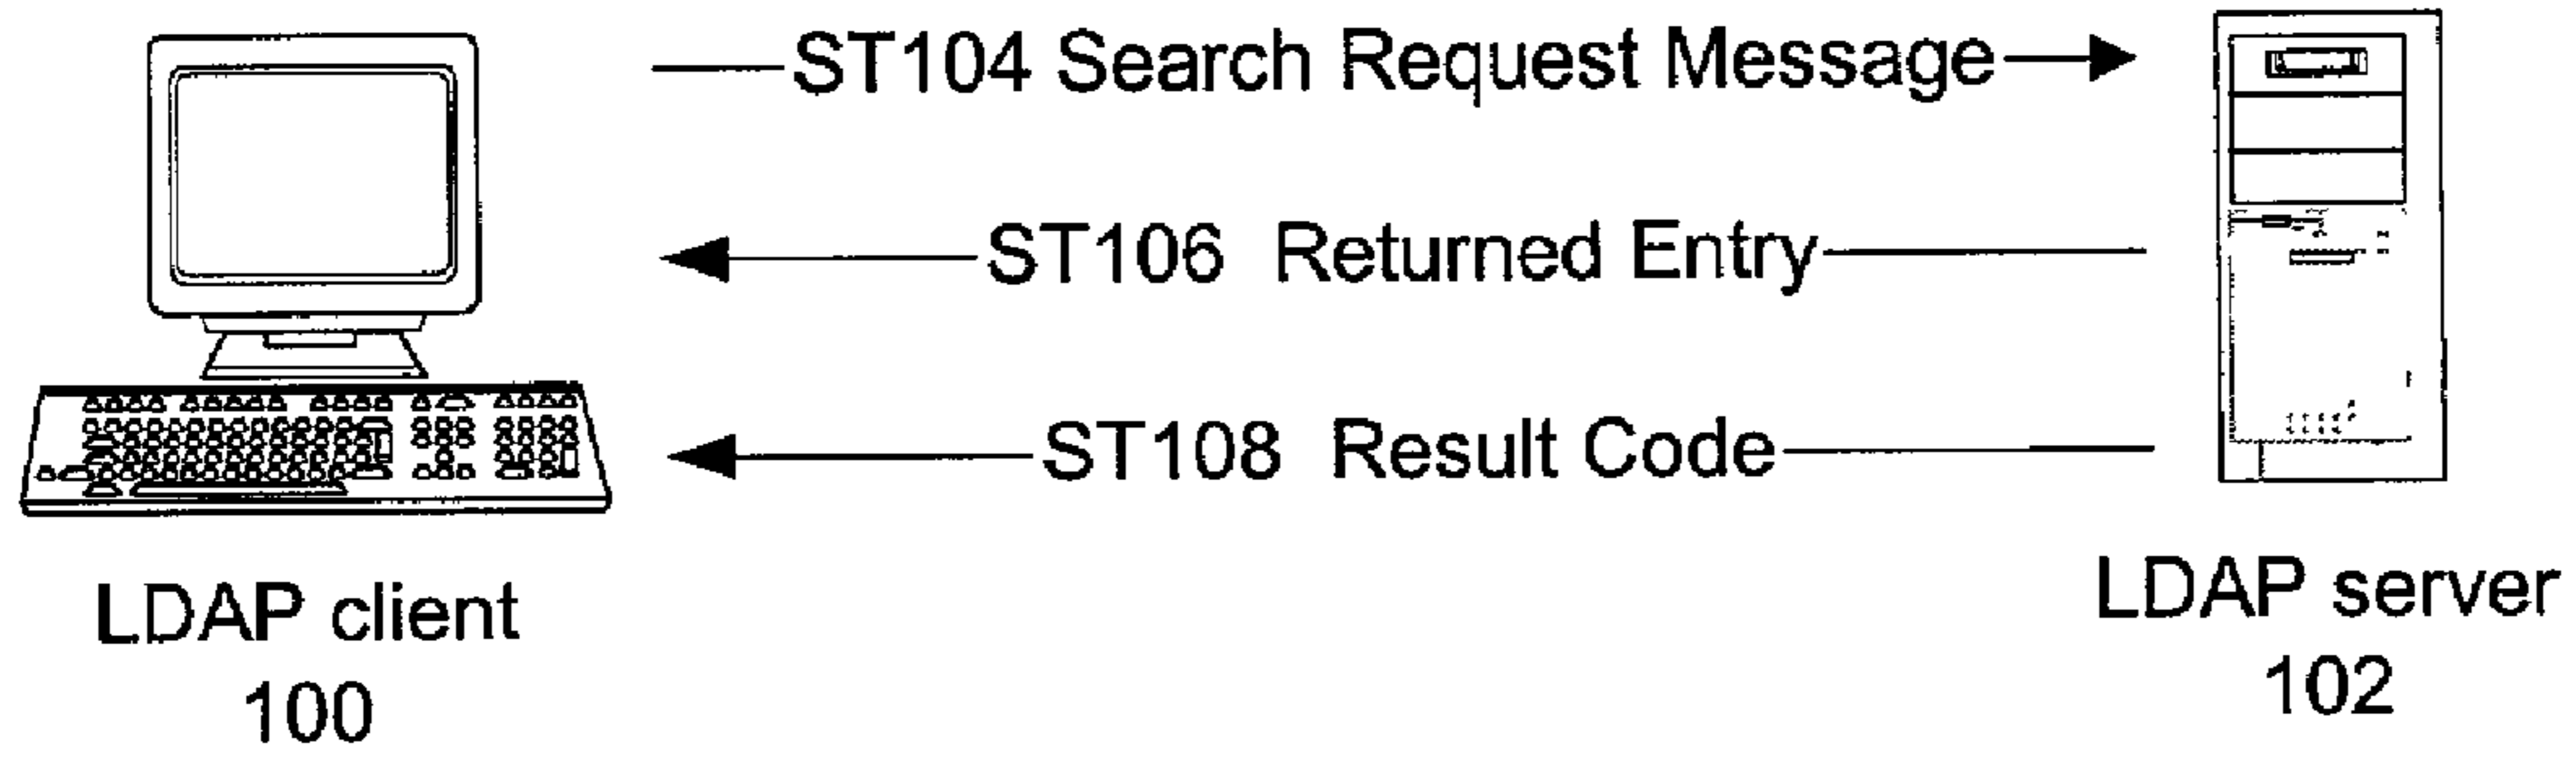 ST104 Search Request Message
ST106 Returned Entry
ST108 Result Code
LDAP client
100
LDAP server
102